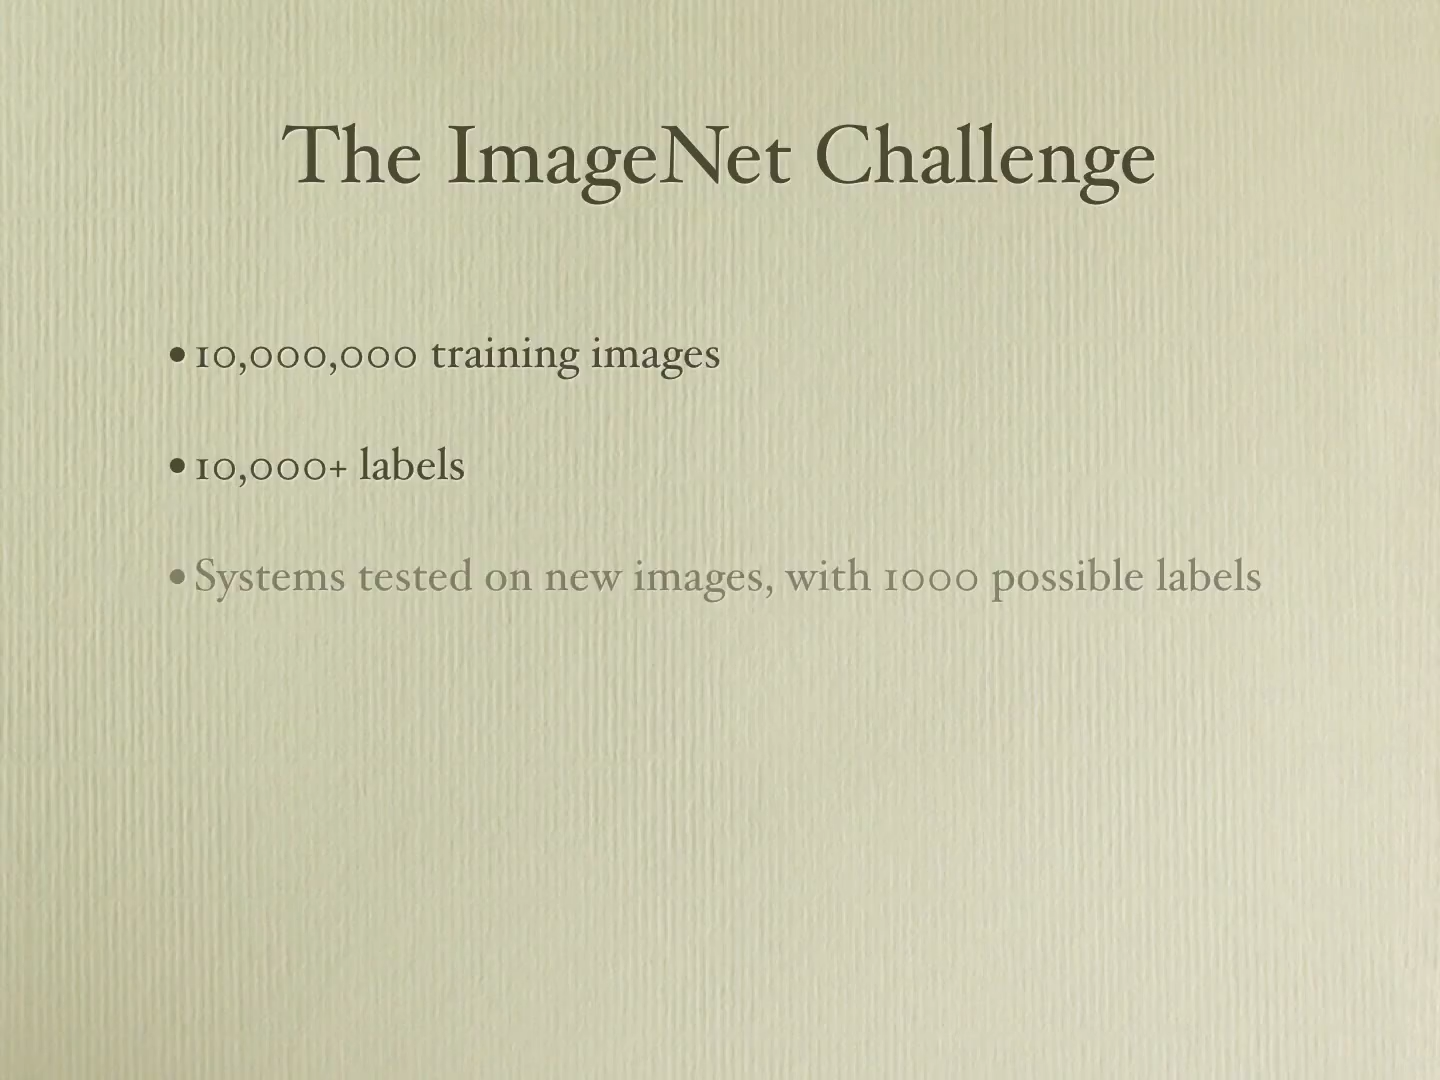 The ImageNet Challenge
• 10,000,000 training images
• 10,000+ labels
• Systems tested on new images, with 1000 possible labels